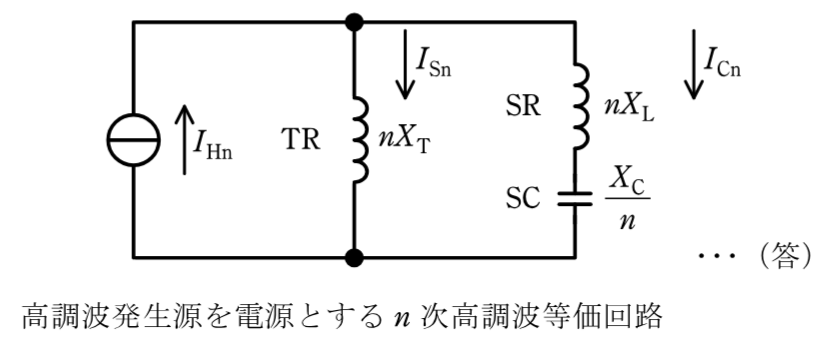 I_Sn
I_Cn
I_Hn
TR
nX_T
SR
nX_L
SC
X_C
n
… (答)
高調波発生源を電源とする n 次高調波等価回路